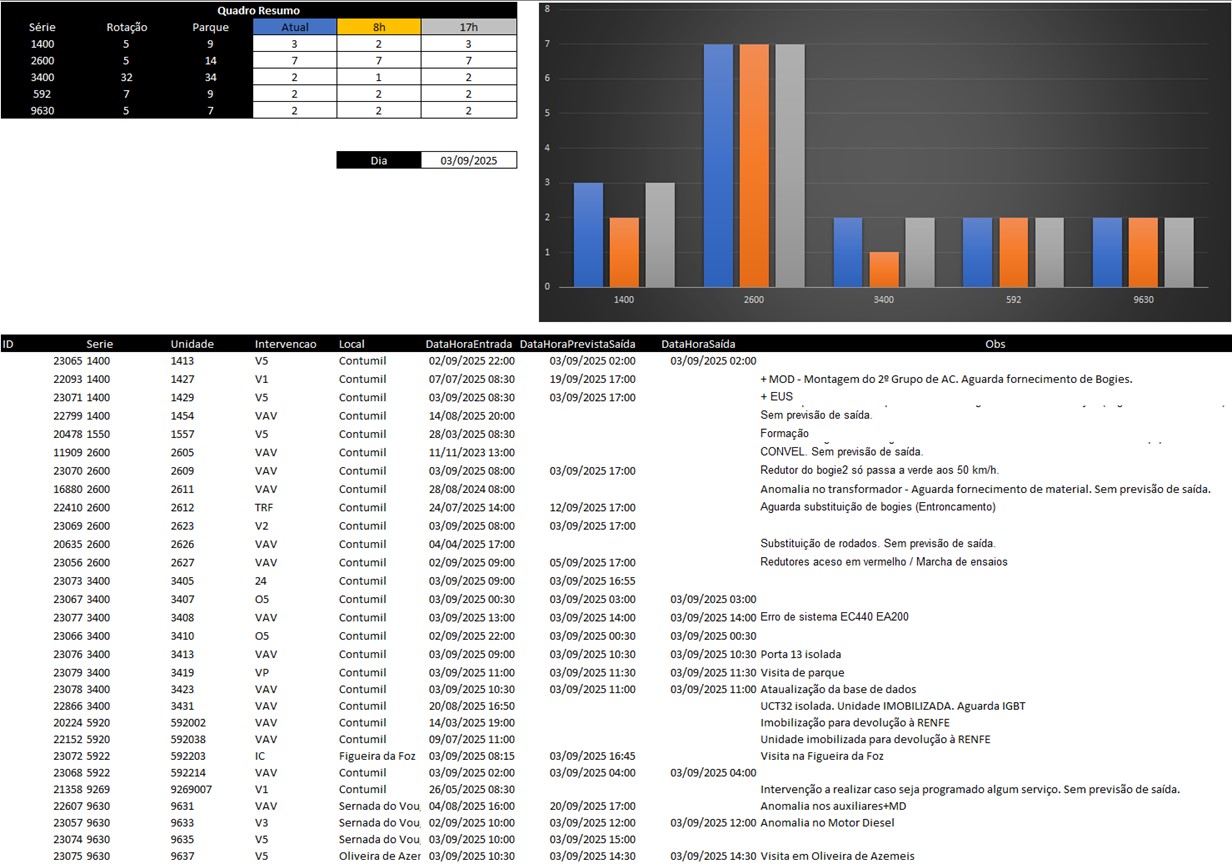 Quadro Resumo
Série Rotação Parque Atual 8h 17h
1400 5 9 3 2 3
2600 5 14 7 7 7
3400 32 34 2 1 2
592 7 9 2 2 2
9630 5 7 2 2 2
Dia 03/09/2025
8
7
6
5
4
3
2
1
0
1400 2600 3400 592 9630
ID Serie Unidade Intervencao Local DataHoraEntrada DataHoraPrevistaSaída DataHoraSaída Obs
23065 1400 1413 V5 Contumil 02/09/2025 22:00 03/09/2025 02:00 03/09/2025 02:00
22093 1400 1427 V1 Contumil 07/07/2025 08:30 19/09/2025 17:00 + MOD - Montagem do 2º Grupo de AC. Aguarda fornecimento de Bogies.
23071 1400 1429 V5 Contumil 03/09/2025 08:30 03/09/2025 17:00 + EUS
22799 1400 1454 VAV Contumil 14/08/2025 20:00 Sem previsão de saída.
20478 1550 1557 V5 Contumil 28/03/2025 08:30 Formação
11909 2600 2605 VAV Contumil 11/11/2023 13:00 CONVEL. Sem previsão de saída.
23070 2600 2609 VAV Contumil 03/09/2025 08:00 03/09/2025 17:00 Redutor do bogie2 só passa a verde aos 50 km/h.
16880 2600 2611 VAV Contumil 28/08/2024 08:00 Anomalia no transformador - Aguarda fornecimento de material. Sem previsão de saída.
22410 2600 2612 TRF Contumil 24/07/2025 14:00 12/09/2025 17:00 Aguarda substituição de bogies (Entroncamento)
23069 2600 2623 V2 Contumil 03/09/2025 08:00 03/09/2025 17:00
20635 2600 2626 VAV Contumil 04/04/2025 17:00 Substituição de rodados. Sem previsão de saída.
23056 2600 2627 VAV Contumil 02/09/2025 09:00 05/09/2025 17:00 Redutores aceso em vermelho / Marcha de ensaios
23073 3400 3405 24 Contumil 03/09/2025 09:00 03/09/2025 16:55
23067 3400 3407 O5 Contumil 03/09/2025 00:30 03/09/2025 03:00 03/09/2025 03:00
23077 3400 3408 VAV Contumil 03/09/2025 13:00 03/09/2025 14:00 03/09/2025 14:00 Erro de sistema EC440 EA200
23066 3400 3410 O5 Contumil 02/09/2025 22:00 03/09/2025 00:30 03/09/2025 00:30
23076 3400 3413 VAV Contumil 03/09/2025 09:00 03/09/2025 10:30 03/09/2025 10:30 Porta 13 isolada
23079 3400 3419 VP Contumil 03/09/2025 11:00 03/09/2025 11:30 03/09/2025 11:30 Visita de parque
23078 3400 3423 VAV Contumil 03/09/2025 10:30 03/09/2025 11:00 03/09/2025 11:00 Ataualização da base de dados
22866 3400 3431 VAV Contumil 20/08/2025 16:50 UCT32 isolada. Unidade IMOBILIZADA. Aguarda IGBT
20224 5920 592002 VAV Contumil 14/03/2025 19:00 Imobilização para devolução à RENFE
22152 5920 592038 VAV Contumil 09/07/2025 11:00 Unidade imobilizada para devolução à RENFE
23072 5922 592203 IC Figueira da Foz 03/09/2025 08:15 03/09/2025 16:45 Visita na Figueira da Foz
23068 5922 592214 VAV Contumil 03/09/2025 02:00 03/09/2025 04:00 03/09/2025 04:00
21358 9269 9269007 V1 Contumil 26/05/2025 08:30 Intervenção a realizar caso seja programado algum serviço. Sem previsão de saída.
22607 9630 9631 VAV Sernada do Vou 04/08/2025 16:00 20/09/2025 17:00 Anomalia nos auxiliares+MD
23057 9630 9633 V3 Sernada do Vou 02/09/2025 10:00 03/09/2025 12:00 03/09/2025 12:00 Anomalia no Motor Diesel
23074 9630 9635 V5 Sernada do Vou 03/09/2025 10:00 03/09/2025 15:00
23075 9630 9637 V5 Oliveira de Azer 03/09/2025 10:30 03/09/2025 14:30 03/09/2025 14:30 Visita em Oliveira de Azemeis